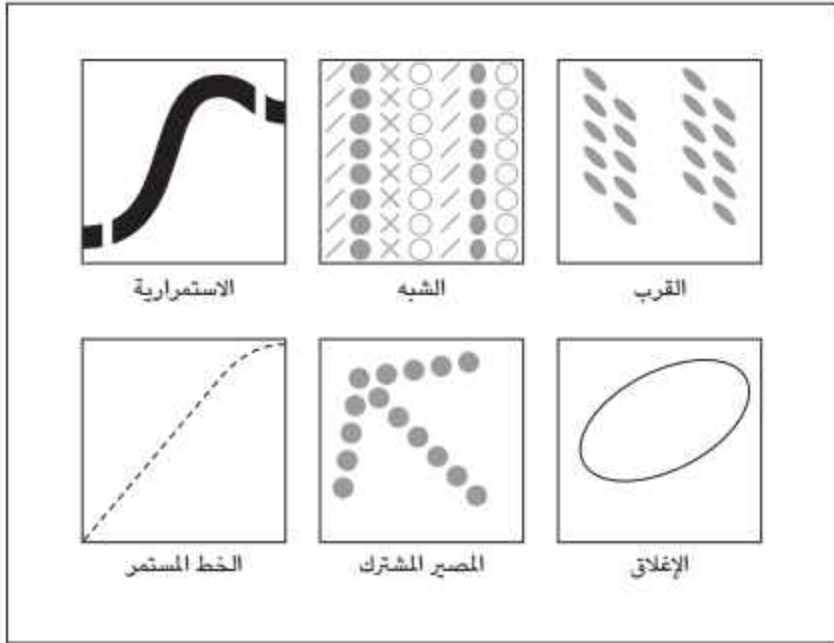 القرب
الشبه
الاستمرارية
الإغلاق
المصير المشترك
الخط المستمر